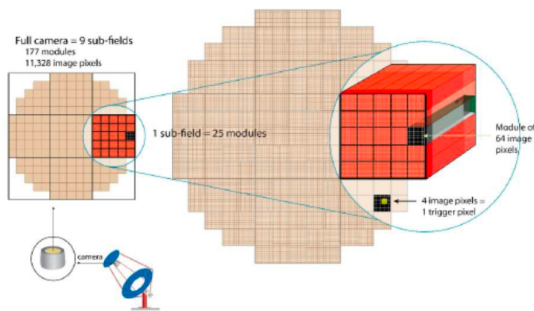 Full camera = 9 sub-fields
177 modules
11,328 image pixels
1 sub-field = 25 modules
Module of
64 image
pixels
4 image pixels =
1 trigger pixel
camera